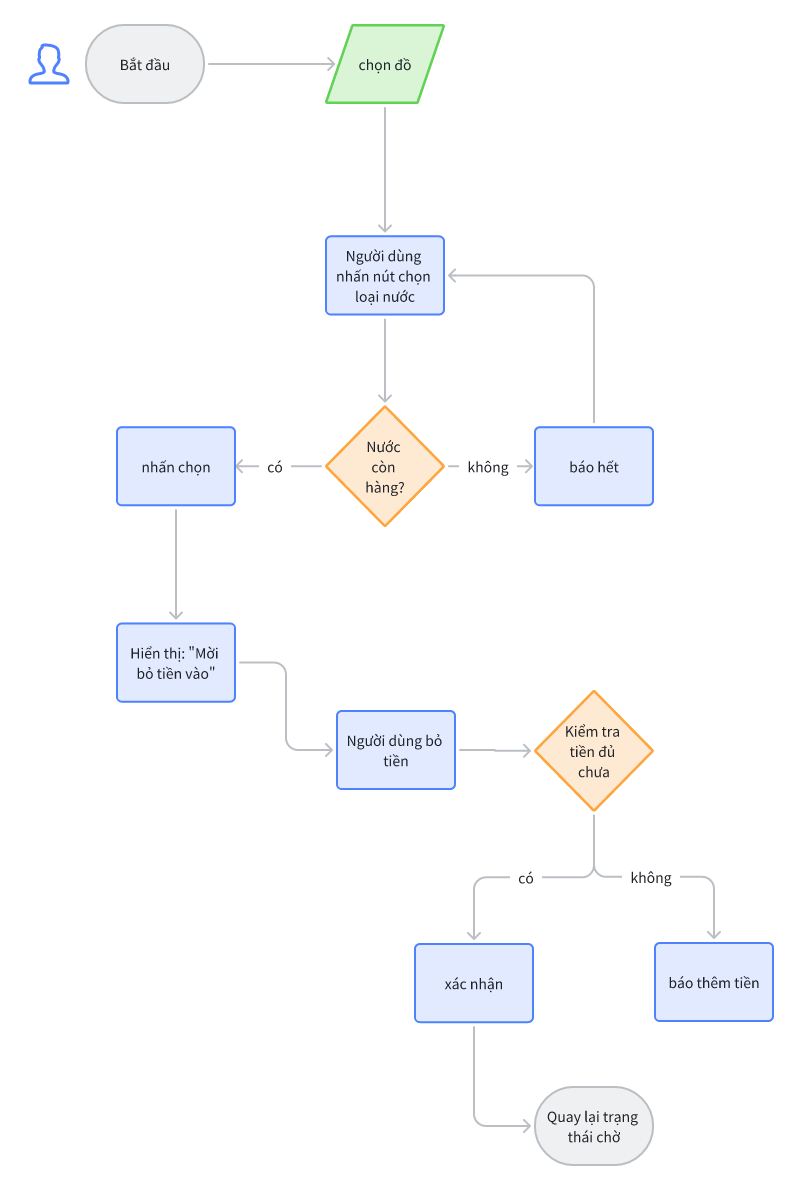 Bắt đầu
chọn đồ
Người dùng
nhấn nút chọn
loại nước
Nước
còn
hàng?
có
không
nhấn chọn
báo hết
Hiển thị: "Mời
bỏ tiền vào"
Người dùng bỏ
tiền
Kiểm tra
tiền đủ
chưa
có
không
xác nhận
báo thêm tiền
Quay lại trạng
thái chờ